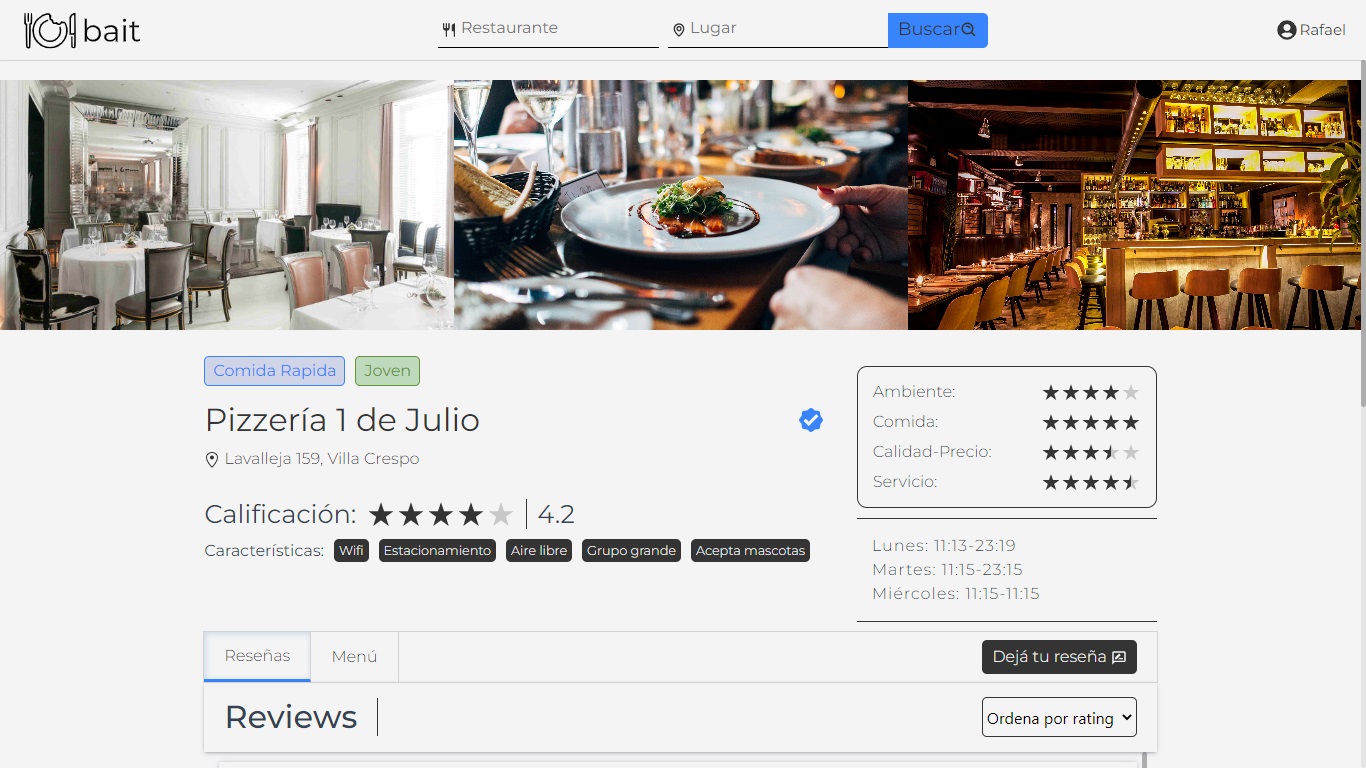 bait
Restaurante
Lugar
Buscar
Rafael
Comida Rapida
Joven
Pizzería 1 de Julio
Lavalleja 159, Villa Crespo
Calificación:
4.2
Características:
Wifi
Estacionamiento
Aire libre
Grupo grande
Acepta mascotas
Ambiente:
Comida:
Calidad-Precio:
Servicio:
Lunes: 11:13-23:19
Martes: 11:15-23:15
Miércoles: 11:15-11:15
Reseñas
Menú
Dejá tu reseña
Reviews
Ordena por rating